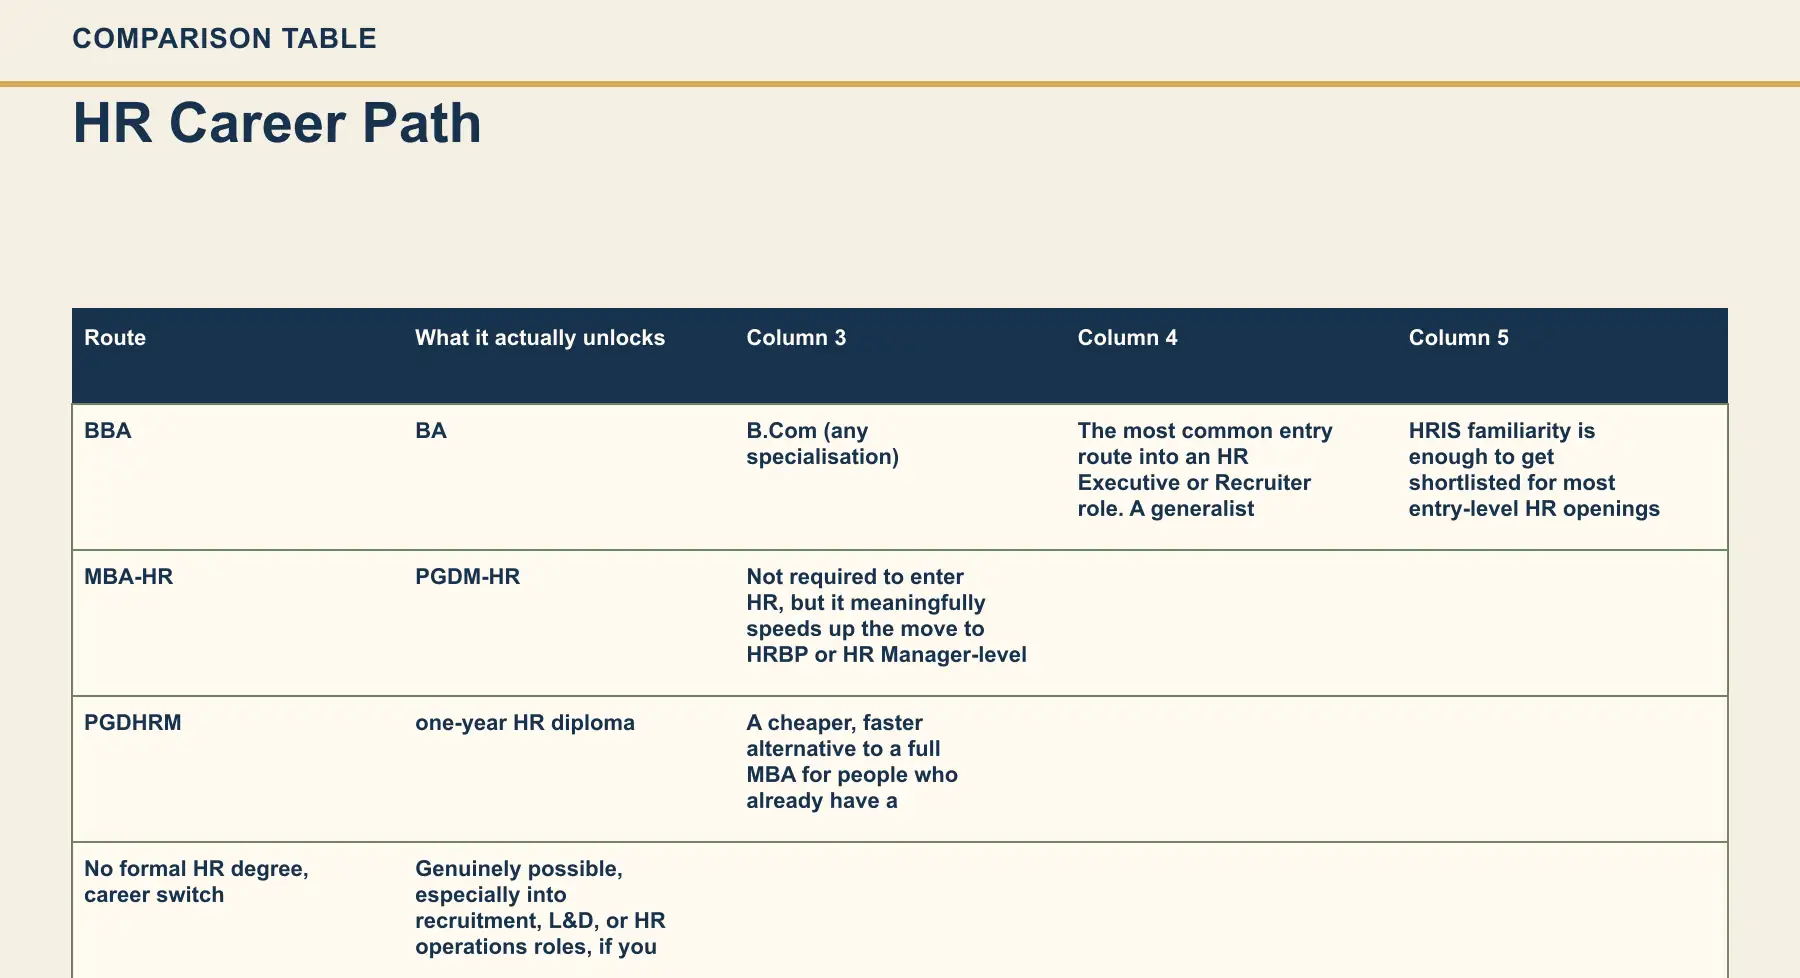 COMPARISON TABLE
HR Career Path
Route
What it actually unlocks
Column 3
Column 4
Column 5
BBA
BA
B.Com (any
specialisation)
The most common entry
route into an HR
Executive or Recruiter
role. A generalist
HRIS familiarity is
enough to get
shortlisted for most
entry-level HR openings
MBA-HR
PGDM-HR
Not required to enter
HR, but it meaningfully
speeds up the move to
HRBP or HR Manager-level
PGDHRM
one-year HR diploma
A cheaper, faster
alternative to a full
MBA for people who
already have a
No formal HR degree,
career switch
Genuinely possible,
especially into
recruitment, L&D, or HR
operations roles, if you